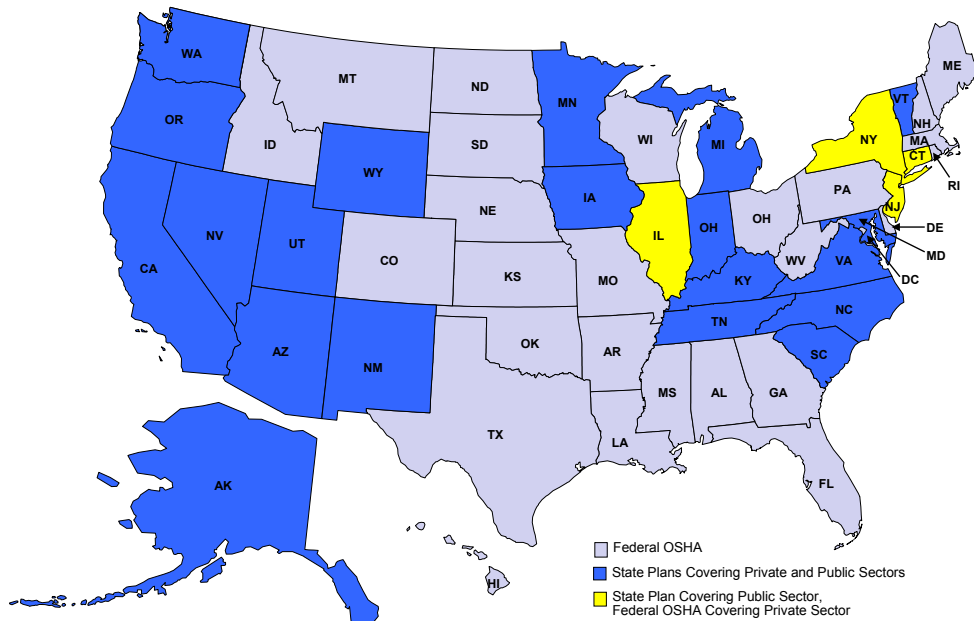 WA
MT
ND
ME
MN
VT
NH
OR
ID
SD
WI
MI
NY
MA
CT
RI
WY
IA
PA
NJ
NE
NV
UT
IL
OH
OH
DE
MD
CA
CO
KS
MO
WV
VA
DC
KY
NC
TN
AZ
NM
OK
AR
SC
MS
AL
GA
TX
LA
FL
AK
HI
Federal OSHA
State Plans Covering Private and Public Sectors
State Plan Covering Public Sector,
Federal OSHA Covering Private Sector